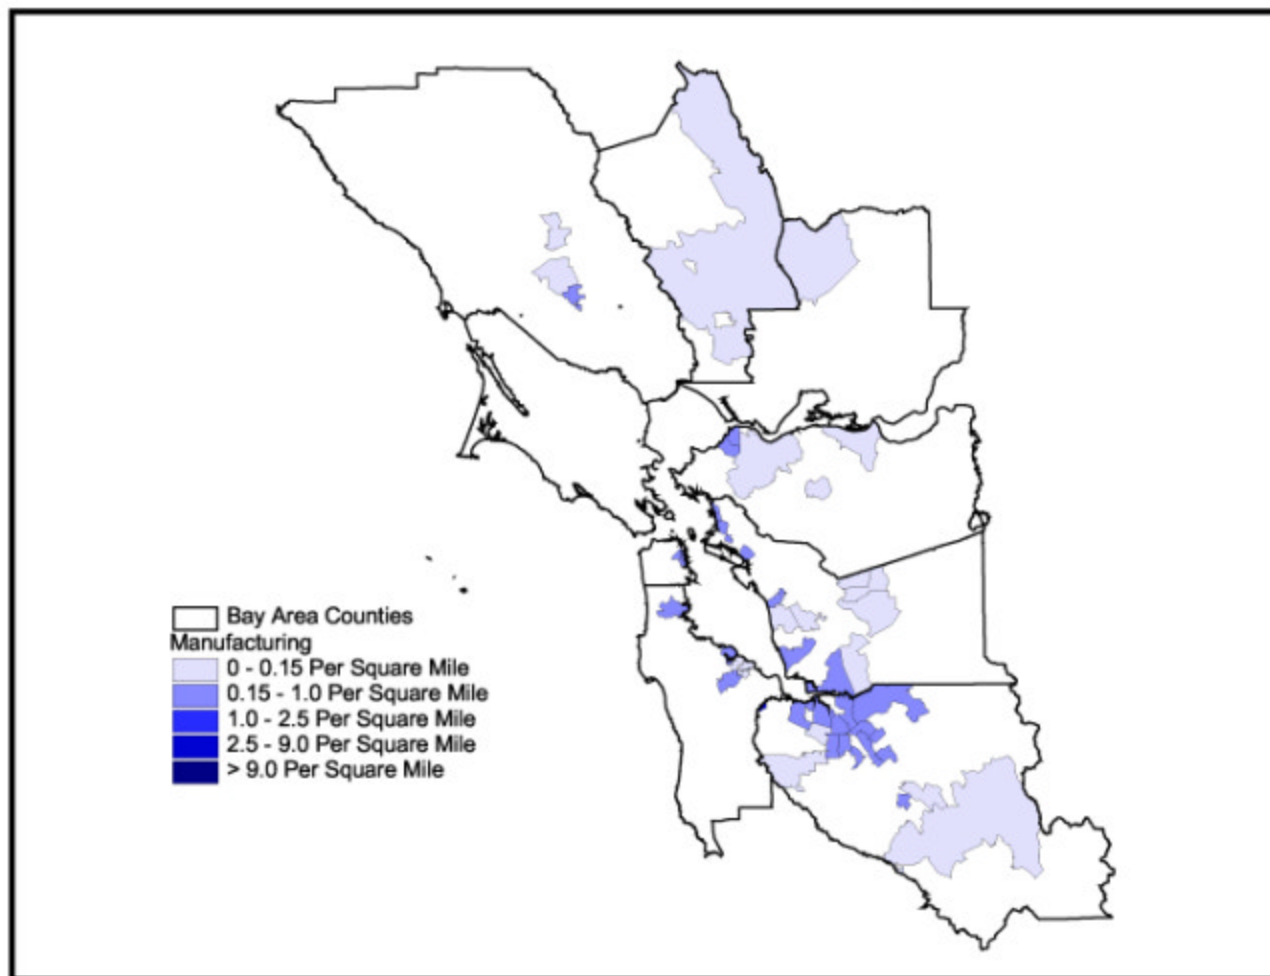 Bay Area Counties
Manufacturing
0 - 0.15 Per Square Mile
0.15 - 1.0 Per Square Mile
1.0 - 2.5 Per Square Mile
2.5 - 9.0 Per Square Mile
> 9.0 Per Square Mile